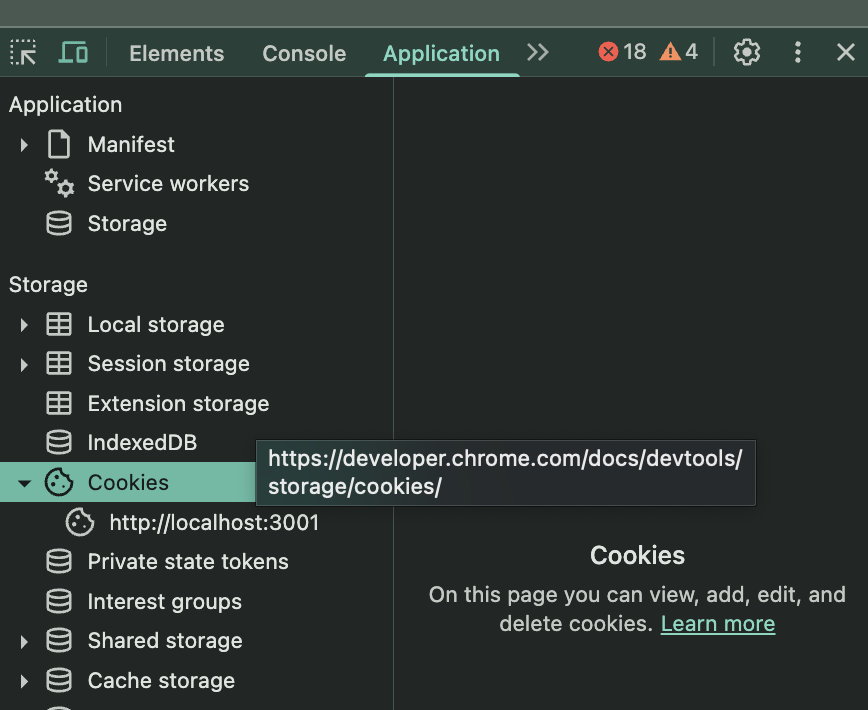 Elements Console Application 18 4
Application
Manifest
Service workers
Storage
Storage
Local storage
Session storage
Extension storage
IndexedDB
Cookies
http://localhost:3001
Private state tokens
Interest groups
Shared storage
Cache storage
https://developer.chrome.com/docs/devtools/
storage/cookies/
Cookies
On this page you can view, add, edit, and
delete cookies. Learn more